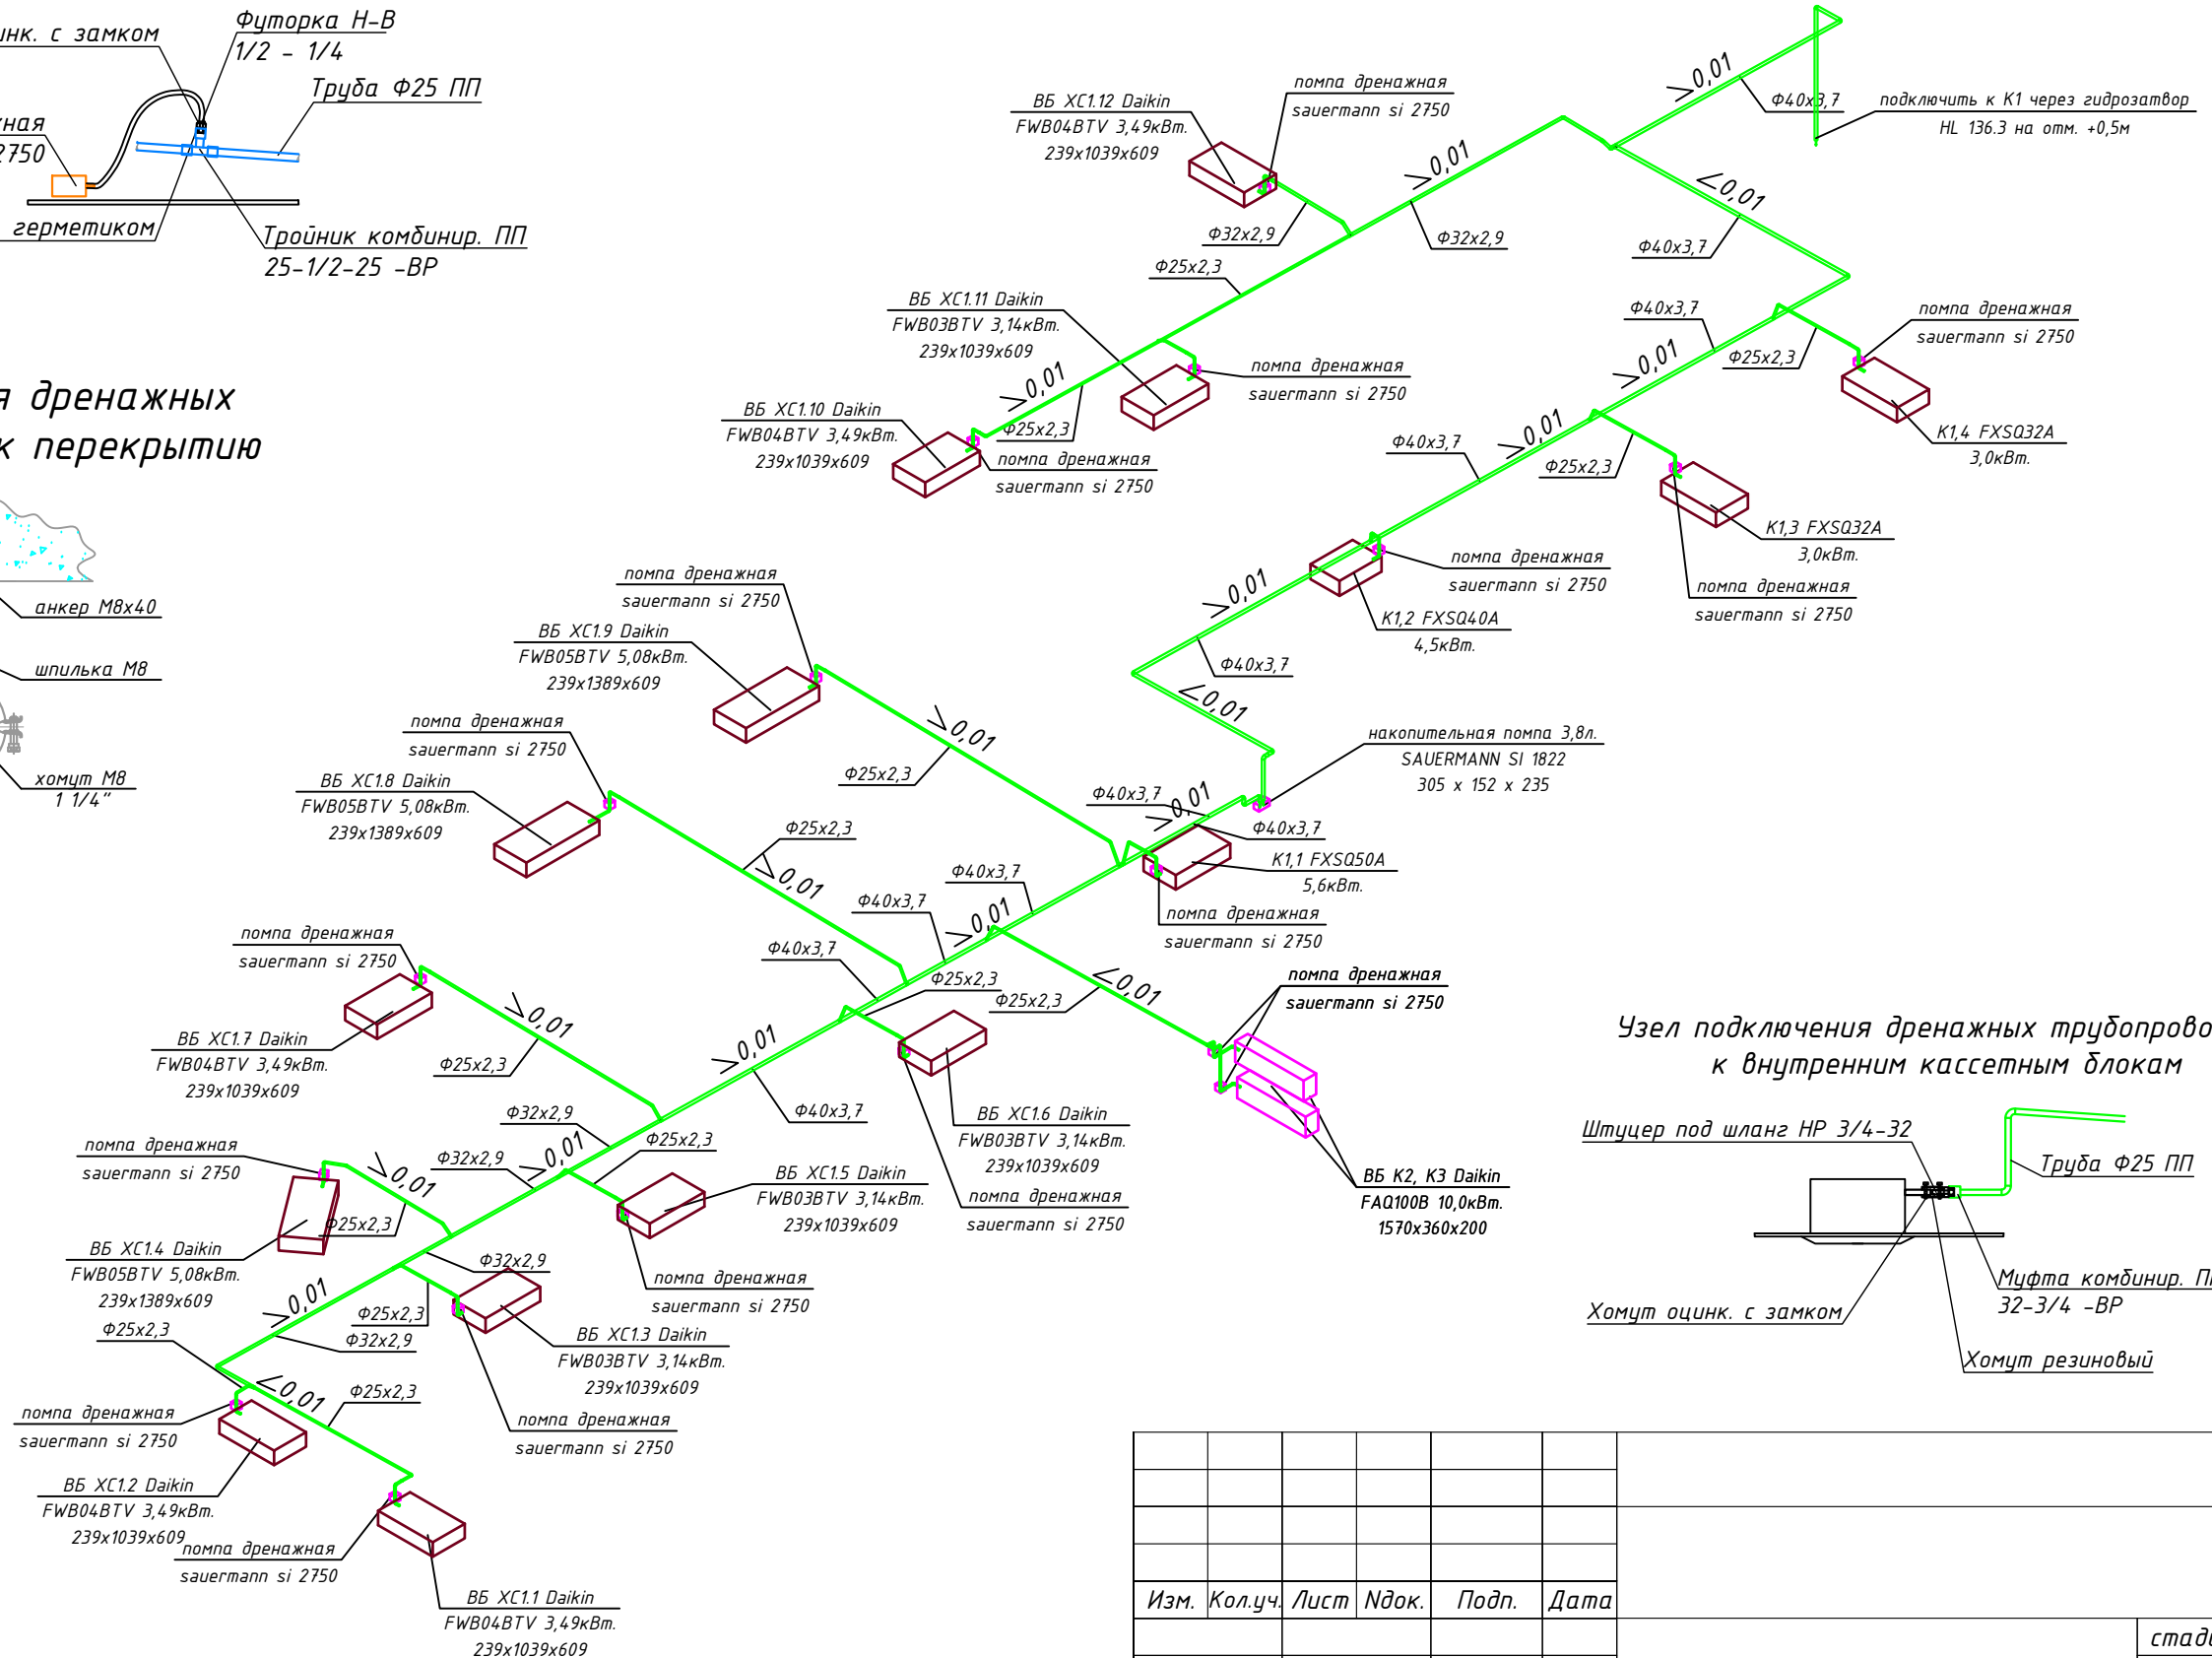 инк. с замком
Футорка Н-В
1/2 - 1/4
Труба Ф25 ПП
2750
герметиком
Тройник комбинир. ПП
25-1/2-25 -ВР
дренажных
к перекрытию
анкер М8х40
шпилька М8
хомут М8
1 1/4"
ВБ ХС1.12 Daikin
FWB04BTV 3,49кВт.
239х1039х609
помпа дренажная
sauermann si 2750
>0,01
Ф40х3,7
подключить к К1 через гидрозатвор
HL 136.3 на отм. +0,5м
>0,01
Ф32х2,9
Ф32х2,9
<0,01
Ф40х3,7
Ф25х2,3
ВБ ХС1.11 Daikin
FWB03BTV 3,14кВт.
239х1039х609
помпа дренажная
sauermann si 2750
>0,01
Ф25х2,3
ВБ ХС1.10 Daikin
FWB04BTV 3,49кВт.
239х1039х609
помпа дренажная
sauermann si 2750
Ф40х3,7
помпа дренажная
sauermann si 2750
Ф25х2,3
>0,01
К1,4 FXSQ32A
3,0кВт.
Ф40х3,7
>0,01
Ф25х2,3
К1,3 FXSQ32A
3,0кВт.
помпа дренажная
sauermann si 2750
помпа дренажная
sauermann si 2750
К1,2 FXSQ40A
4,5кВт.
>0,01
Ф40х3,7
<0,01
накопительная помпа 3,8л.
SAUERMANN SI 1822
305 х 152 х 235
помпа дренажная
sauermann si 2750
ВБ ХС1.9 Daikin
FWB05BTV 5,08кВт.
239х1389х609
>0,01
Ф25х2,3
помпа дренажная
sauermann si 2750
ВБ ХС1.8 Daikin
FWB05BTV 5,08кВт.
239х1389х609
Ф25х2,3
>0,01
Ф40х3,7
>0,01
Ф40х3,7
К1,1 FXSQ50A
5,6кВт.
помпа дренажная
sauermann si 2750
Ф40х3,7
Ф40х3,7
>0,01
Ф40х3,7
Ф25х2,3
Ф25х2,3
<0,01
помпа дренажная
sauermann si 2750
ВБ К2, К3 Daikin
FAQ100B 10,0кВт.
1570х360х200
помпа дренажная
sauermann si 2750
ВБ ХС1.7 Daikin
FWB04BTV 3,49кВт.
239х1039х609
>0,01
Ф25х2,3
>0,01
Ф40х3,7
ВБ ХС1.6 Daikin
FWB03BTV 3,14кВт.
239х1039х609
помпа дренажная
sauermann si 2750
Ф32х2,9
Ф25х2,3
Ф32х2,9
>0,01
ВБ ХС1.5 Daikin
FWB03BTV 3,14кВт.
239х1039х609
помпа дренажная
sauermann si 2750
помпа дренажная
sauermann si 2750
>0,01
Ф25х2,3
ВБ ХС1.4 Daikin
FWB05BTV 5,08кВт.
239х1389х609
Ф32х2,9
>0,01
Ф25х2,3
Ф32х2,9
ВБ ХС1.3 Daikin
FWB03BTV 3,14кВт.
239х1039х609
помпа дренажная
sauermann si 2750
Ф25х2,3
<0,01
Ф25х2,3
помпа дренажная
sauermann si 2750
ВБ ХС1.2 Daikin
FWB04BTV 3,49кВт.
239х1039х609
помпа дренажная
sauermann si 2750
ВБ ХС1.1 Daikin
FWB04BTV 3,49кВт.
239х1039х609
Узел подключения дренажных трубопрово
к внутренним кассетным блокам
Штуцер под шланг НР 3/4-32
Труба Ф25 ПП
Муфта комбинир.
32-3/4 -ВР
Хомут оцинк. с замком
Хомут резиновый
Изм. Кол.уч. Лист Nдок. Подп. Дата